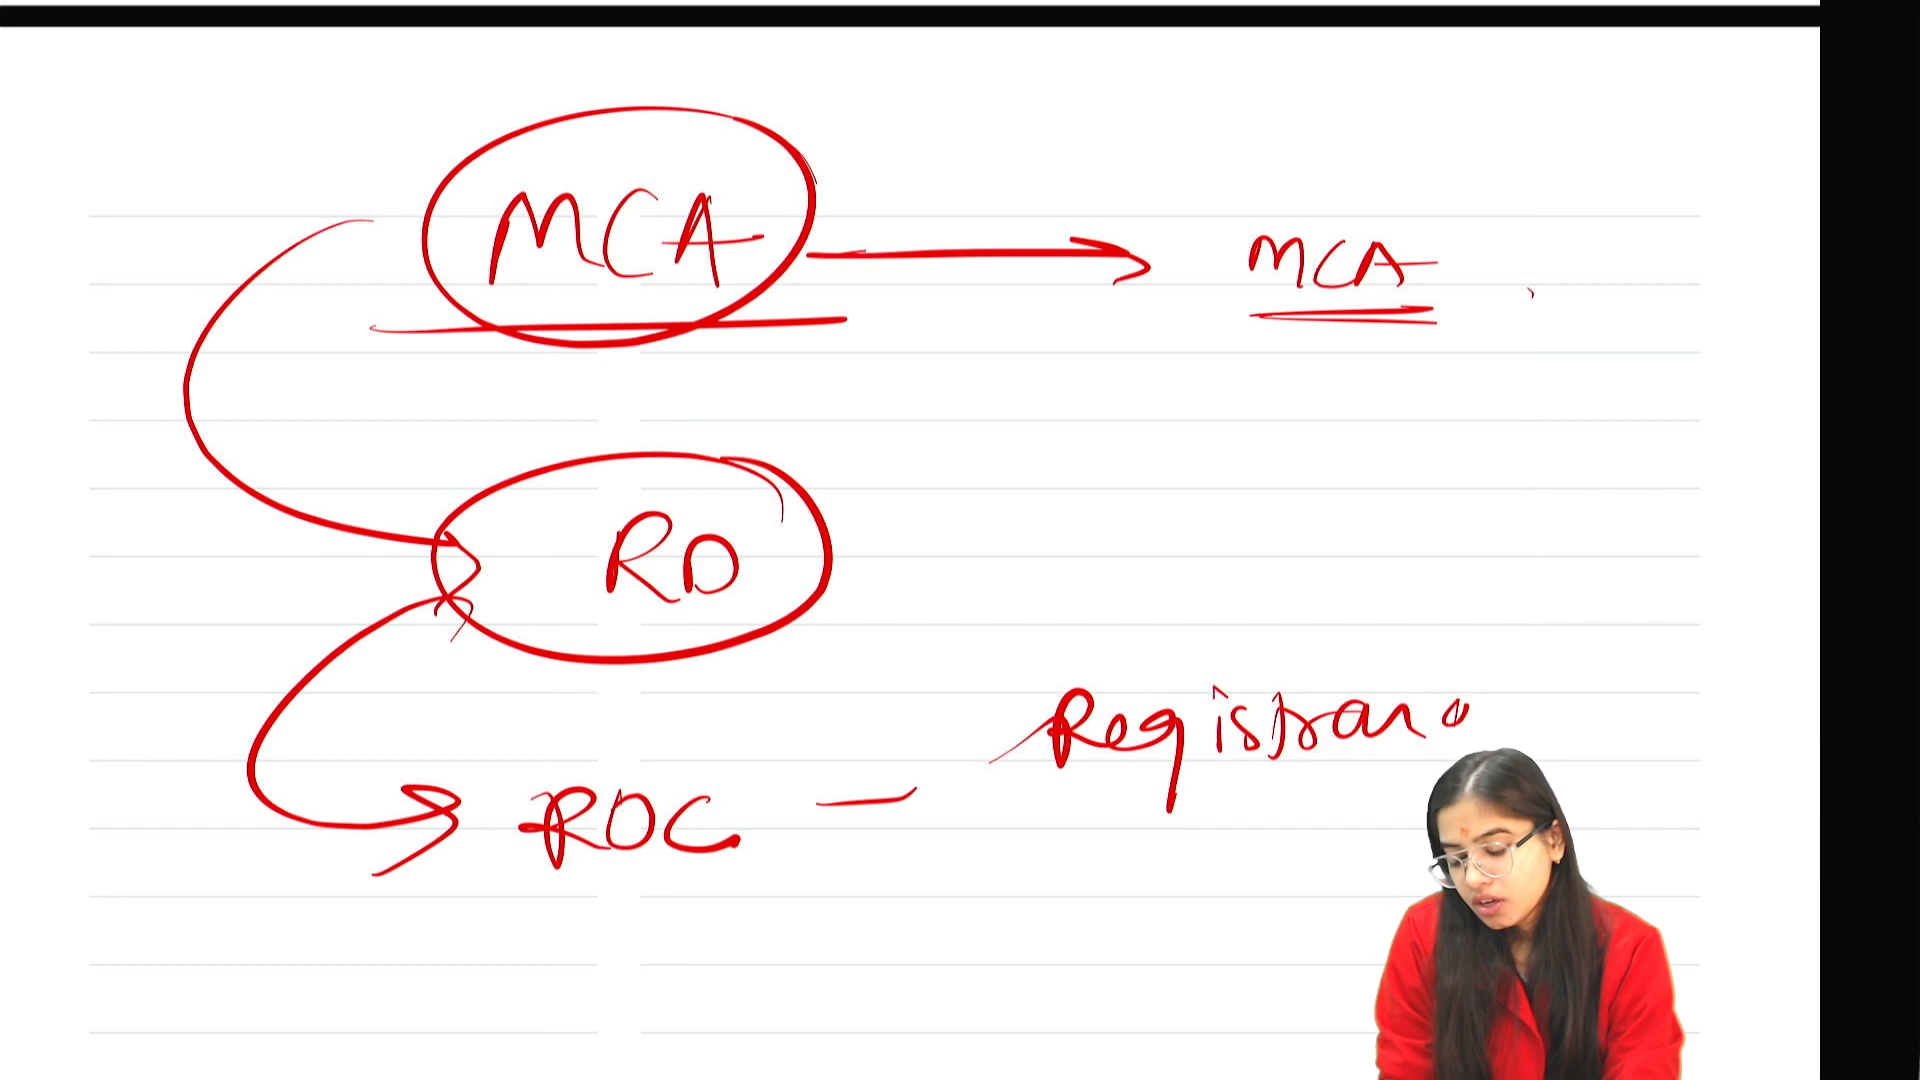 MCA → MCA
RD
Registrar
ROC —